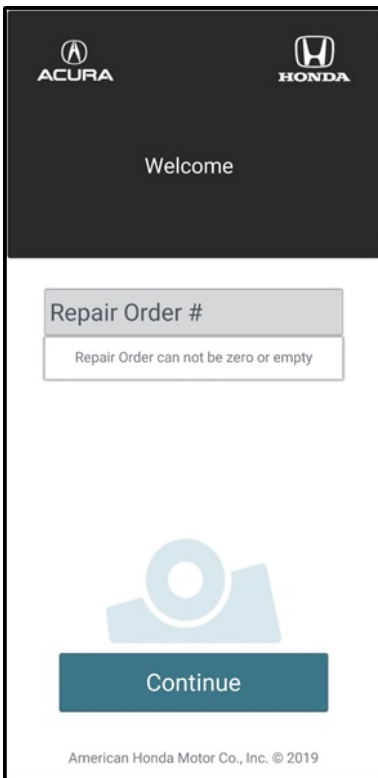 ACURA
HONDA
Welcome
Repair Order #
Repair Order can not be zero or empty
Continue
American Honda Motor Co., Inc. © 2019